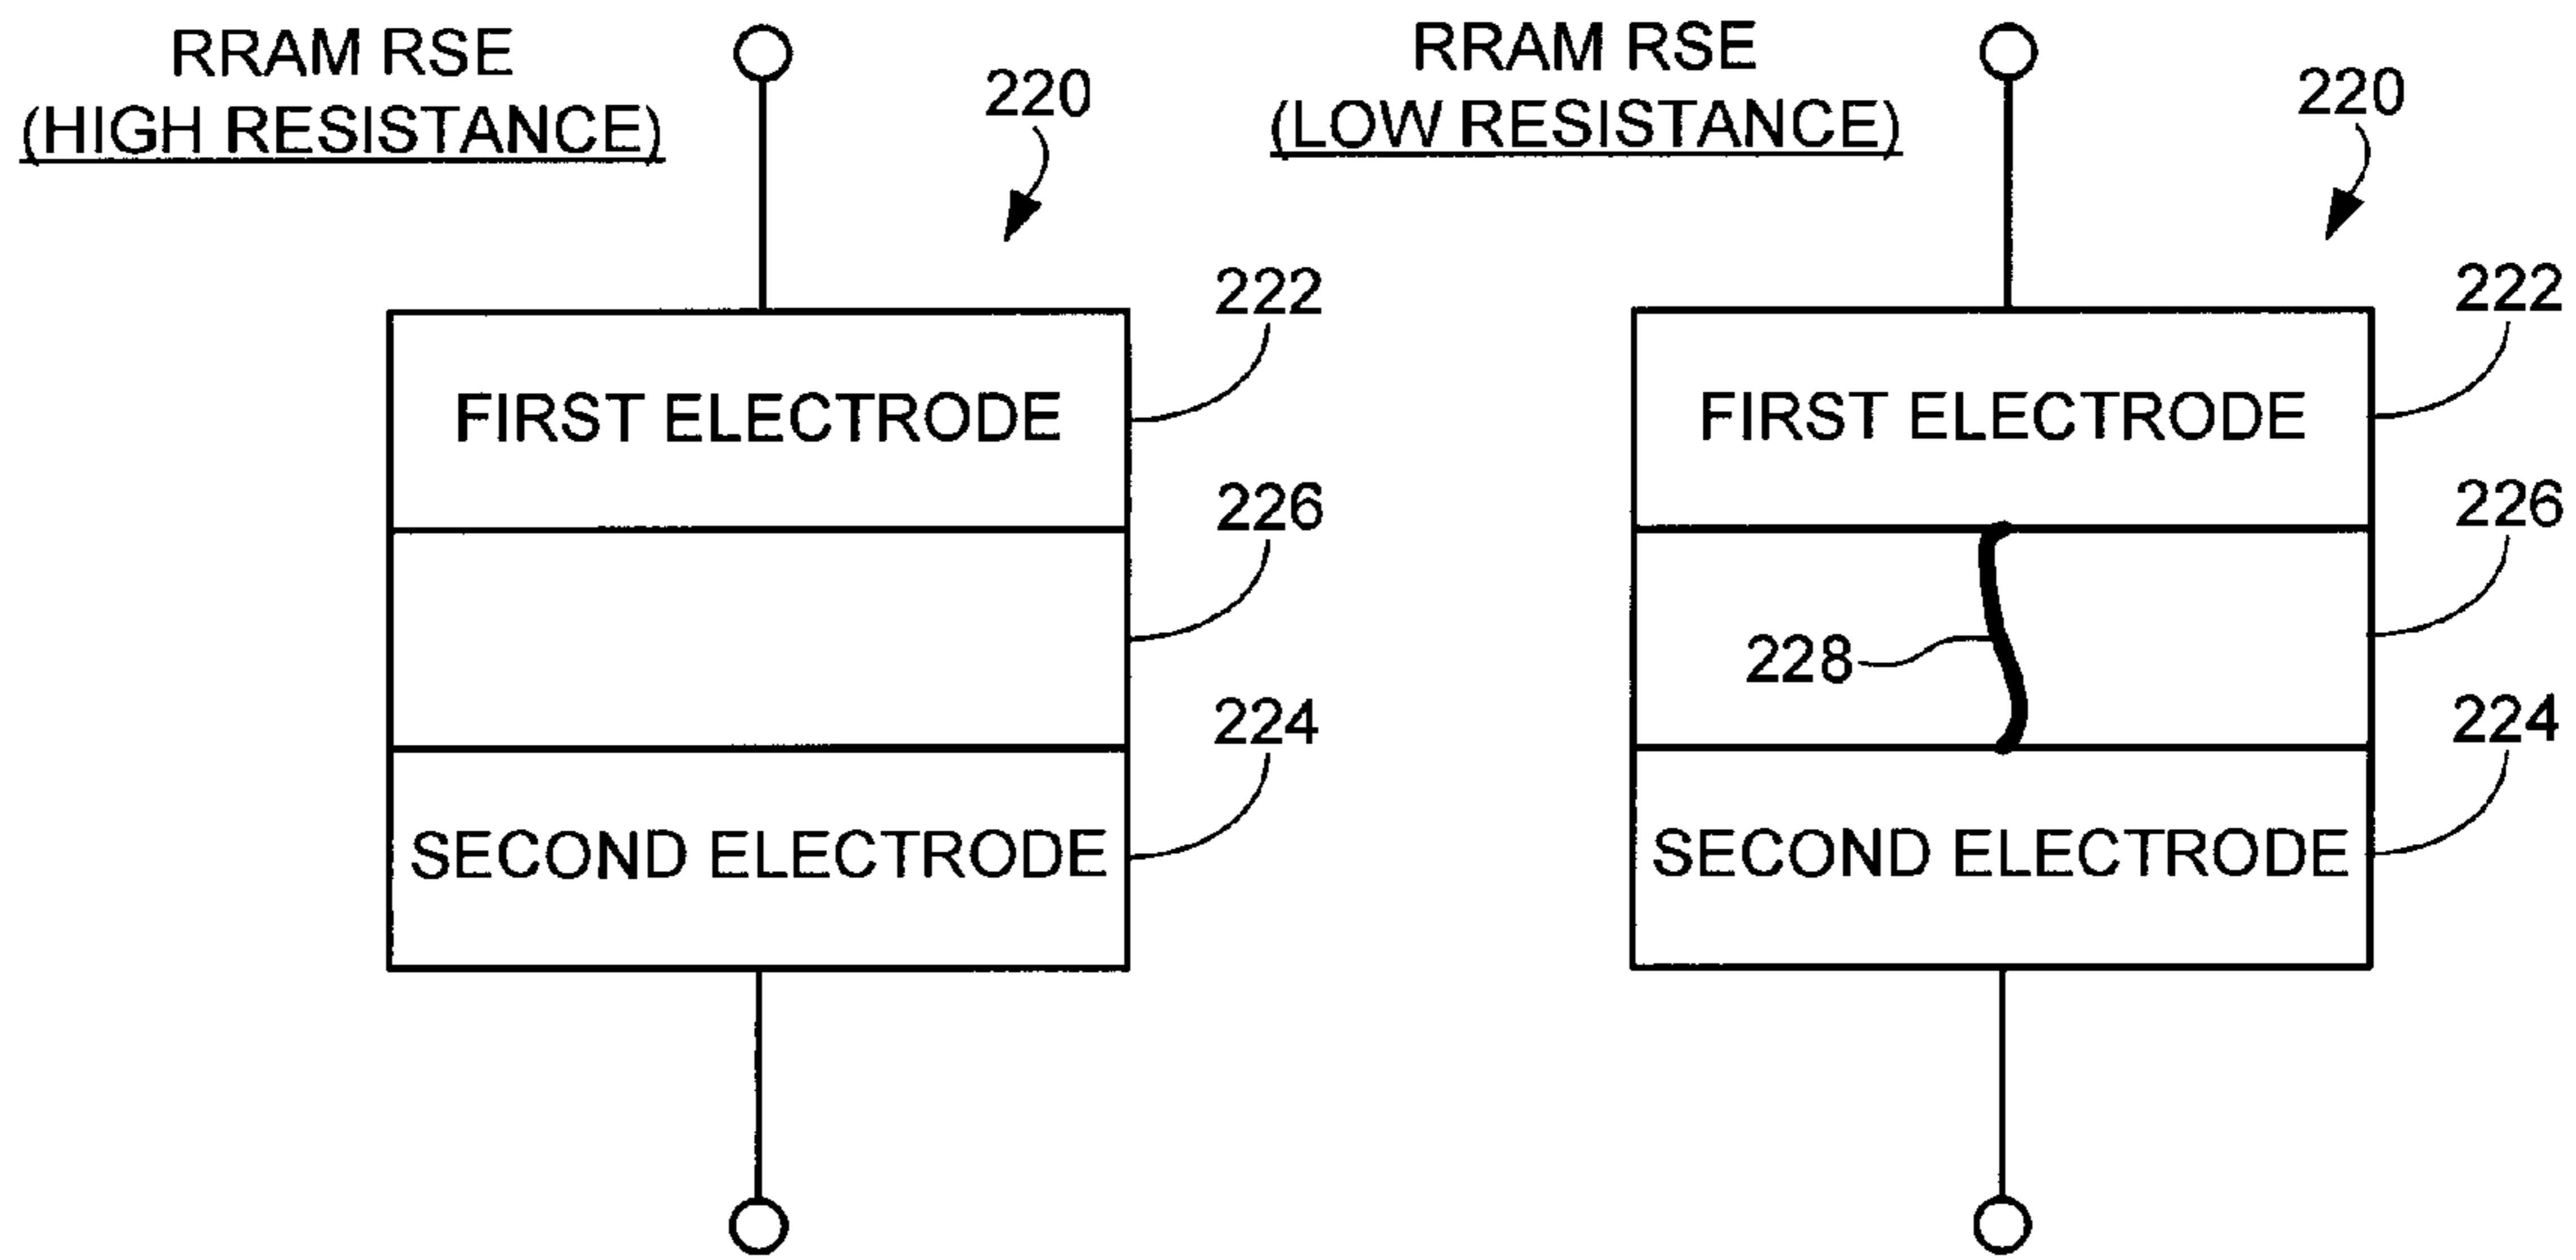 RRAM RSE
(HIGH RESISTANCE)
220
222
FIRST ELECTRODE
226
224
SECOND ELECTRODE
RRAM RSE
(LOW RESISTANCE)
220
222
FIRST ELECTRODE
226
228
224
SECOND ELECTRODE